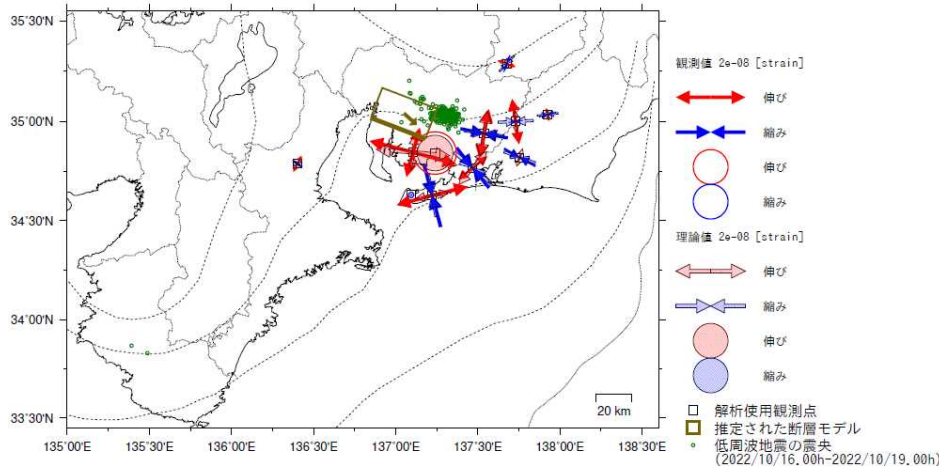 35°30'N
35°00'N
34°30'N
34°00'N
33°30'N
135°00'E
135°30'E
136°00'E
136°30'E
137°00'E
137°30'E
138°00'E
138°30'E
20 km
観測値 2e-08 [strain]
伸び
縮み
伸び
縮み
理論値 2e-08 [strain]
伸び
縮み
伸び
縮み
解析使用観測点
推定された断層モデル
低周波地震の震央
(2022/10/16.00h-2022/10/19.00h)